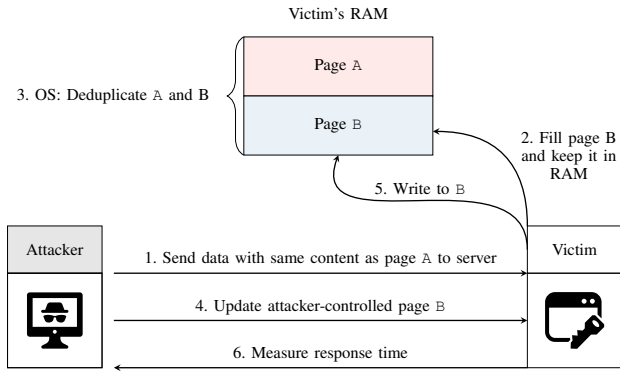 Victim's RAM
Page A
3. OS: Deduplicate A and B
Page B
2. Fill page B
and keep it in
RAM
5. Write to B
Attacker
Victim
1. Send data with same content as page A to server
4. Update attacker-controlled page B
6. Measure response time